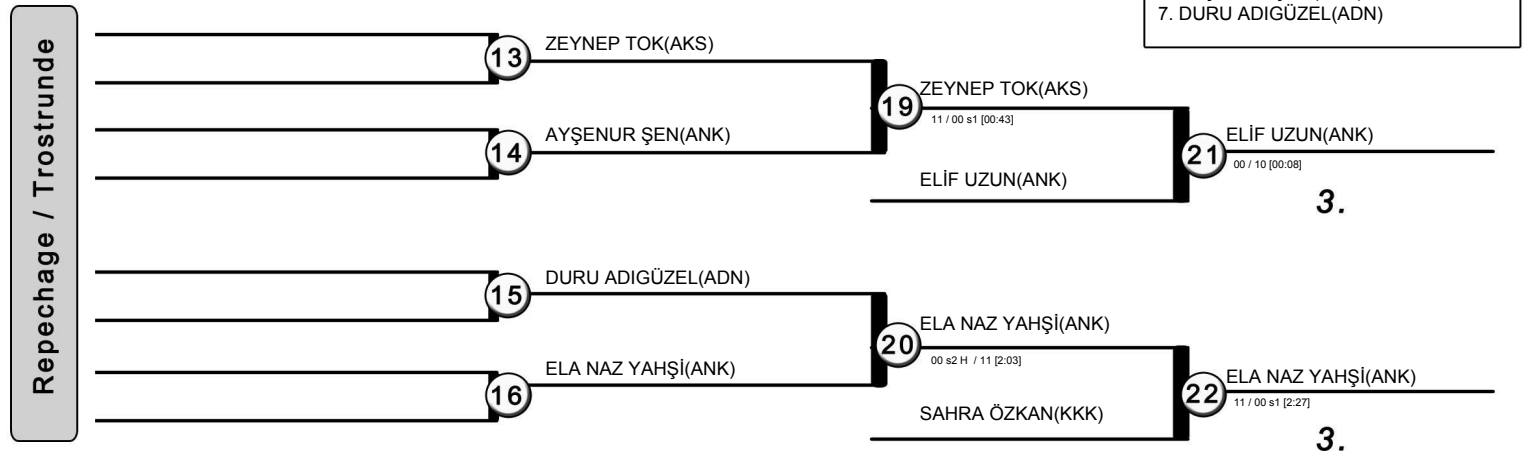 7. DURU ADIGÜZEL(ADN)
Repechage / Trostrunde
13
ZEYNEP TOK(AKS)
14
AYŞENUR ŞEN(ANK)
19
ZEYNEP TOK(AKS)
11 / 00 s1 [00:43]
ELİF UZUN(ANK)
21
ELİF UZUN(ANK)
00 / 10 [00:08]
3.
15
DURU ADIGÜZEL(ADN)
16
ELA NAZ YAHŞİ(ANK)
20
ELA NAZ YAHŞİ(ANK)
00 s2 H / 11 [2:03]
SAHRA ÖZKAN(KKK)
22
ELA NAZ YAHŞİ(ANK)
11 / 00 s1 [2:27]
3.